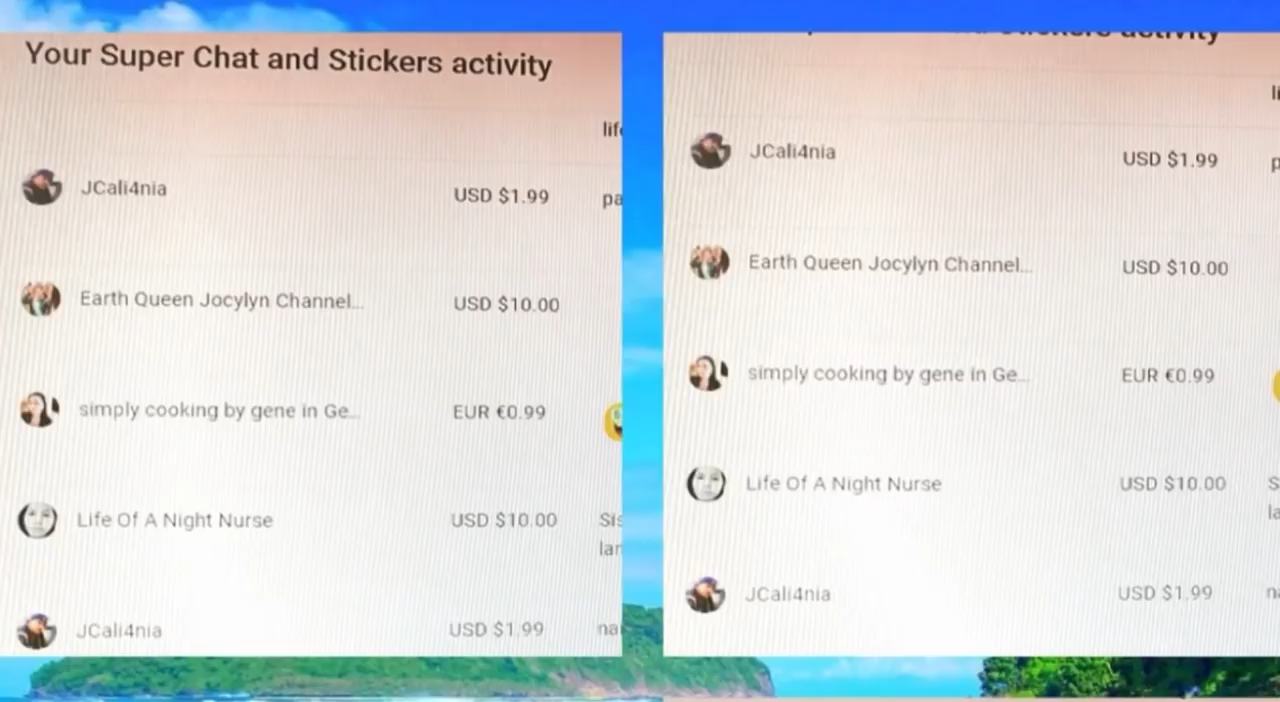 Your Super Chat and Stickers activity
JCali4nia
USD $1.99
Earth Queen Jocylyn Channel...
USD $10.00
simply cooking by gene in Ge...
EUR €0.99
Life Of A Night Nurse
USD $10.00
JCali4nia
USD $1.99
Stickers activity
JCali4nia
USD $1.99
Earth Queen Jocylyn Channel...
USD $10.00
simply cooking by gene in Ge...
EUR €0.99
Life Of A Night Nurse
USD $10.00
JCali4nia
USD $1.99